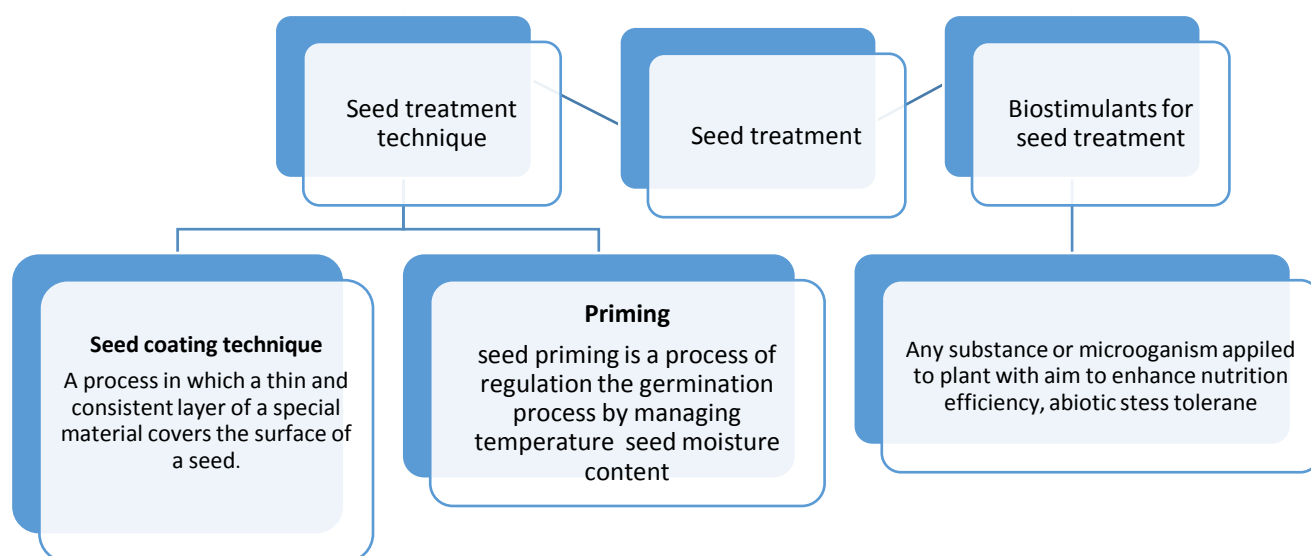 Seed treatment
technique
Seed treatment
Biostimulants for
seed treatment
Seed coating technique
A process in which a thin and
consistent layer of a special
material covers the surface of
a seed.
Priming
seed priming is a process of
regulation the germination
process by managing
temperature seed moisture
content
Any substance or microoganism appiled
to plant with aim to enhance nutrition
efficiency, abiotic stess tolerane